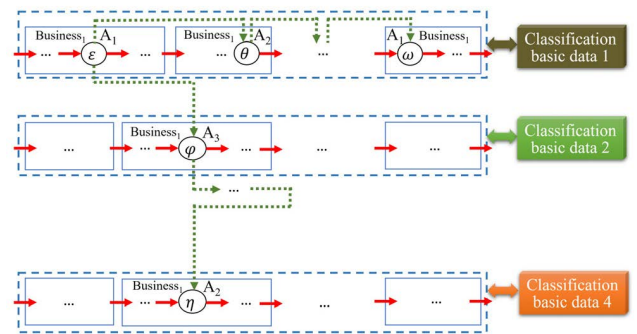 Business1 A1 Business1 A2 A1 Business1
... ε ... ... θ ... ω ...
Classification
basic data 1
Business1 A3
... ... φ ... ... ...
Classification
basic data 2
...
Business1 A2
... ... η ... ... ...
Classification
basic data 4